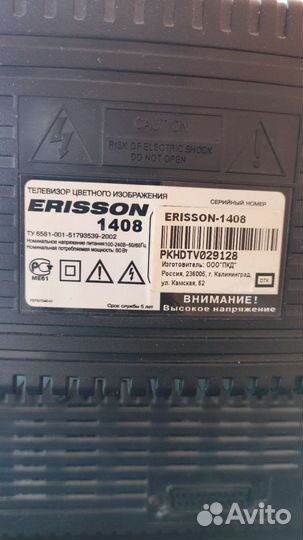 CAUTION
RISK OF ELECTRIC SHOCK
DO NOT OPEN
ТЕЛЕВИЗОР ЦВЕТНОГО ИЗОБРАЖЕНИЯ
СЕРИЙНЫЙ НОМЕР
ERISSON
1408
ТУ 6581-001-51793539-2002
Номинальное напряжение питания:100-240В~50/60Гц
Номинальная потребляемая мощность: 60 Вт
МЕ61
Срок службы 5 лет
ERISSON-1408
PKHDTV029128
Изготовитель: ООО"ПКД"
Россия, 236005, г. Калининград,
ул. Камская, 62
ОТК
ВНИМАНИЕ!
Высокое напряжение
Avito